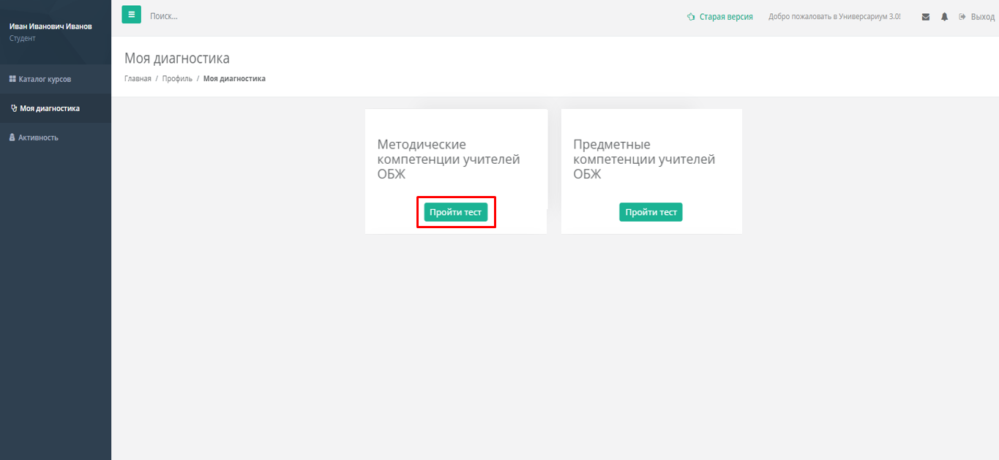 Иван Иванович Иванов
Студент
Каталог курсов
Моя диагностика
Активность
Поиск...
Старая версия
Добро пожаловать в Универсариум 3.0!
Выход
Моя диагностика
Главная / Профиль / Моя диагностика
Методические
компетенции учителей
ОБЖ
Пройти тест
Предметные
компетенции учителей
ОБЖ
Пройти тест